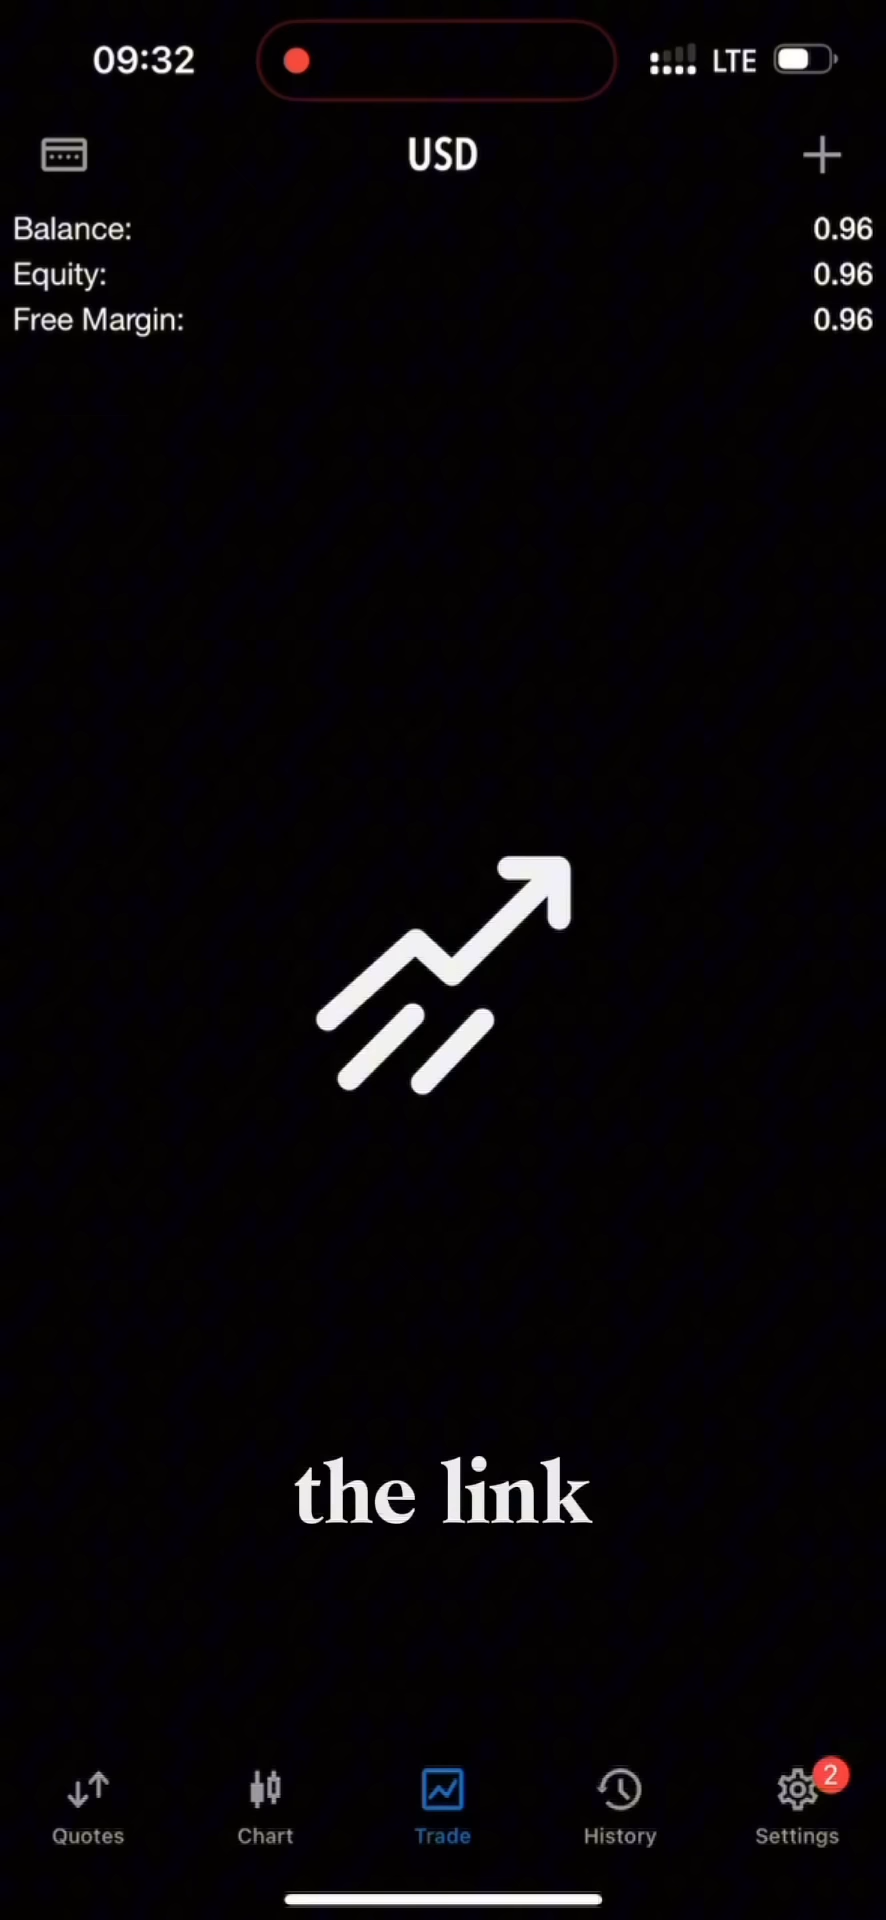 09:32
LTE
USD
Balance: 0.96
Equity: 0.96
Free Margin: 0.96
the link
2
Quotes Chart Trade History Settings